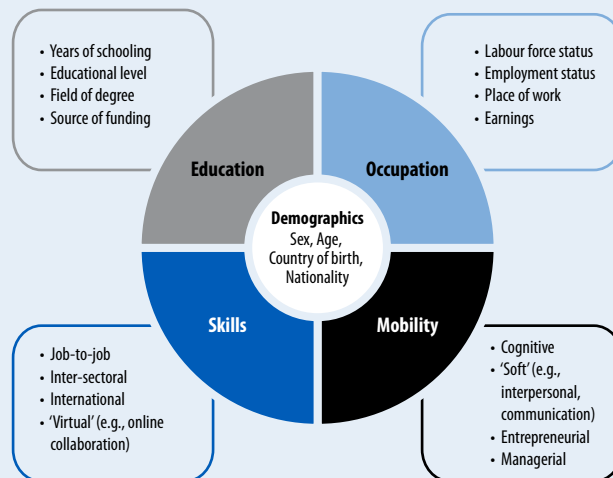 • Years of schooling
• Educational level
• Field of degree
• Source of funding
• Labour force status
• Employment status
• Place of work
• Earnings
Education
Occupation
Demographics
Sex, Age,
Country of birth,
Nationality
Skills
Mobility
• Job-to-job
• Inter-sectoral
• International
• ‘Virtual’ (e.g., online
collaboration)
• Cognitive
• ‘Soft’ (e.g.,
interpersonal,
communication)
• Entrepreneurial
• Managerial